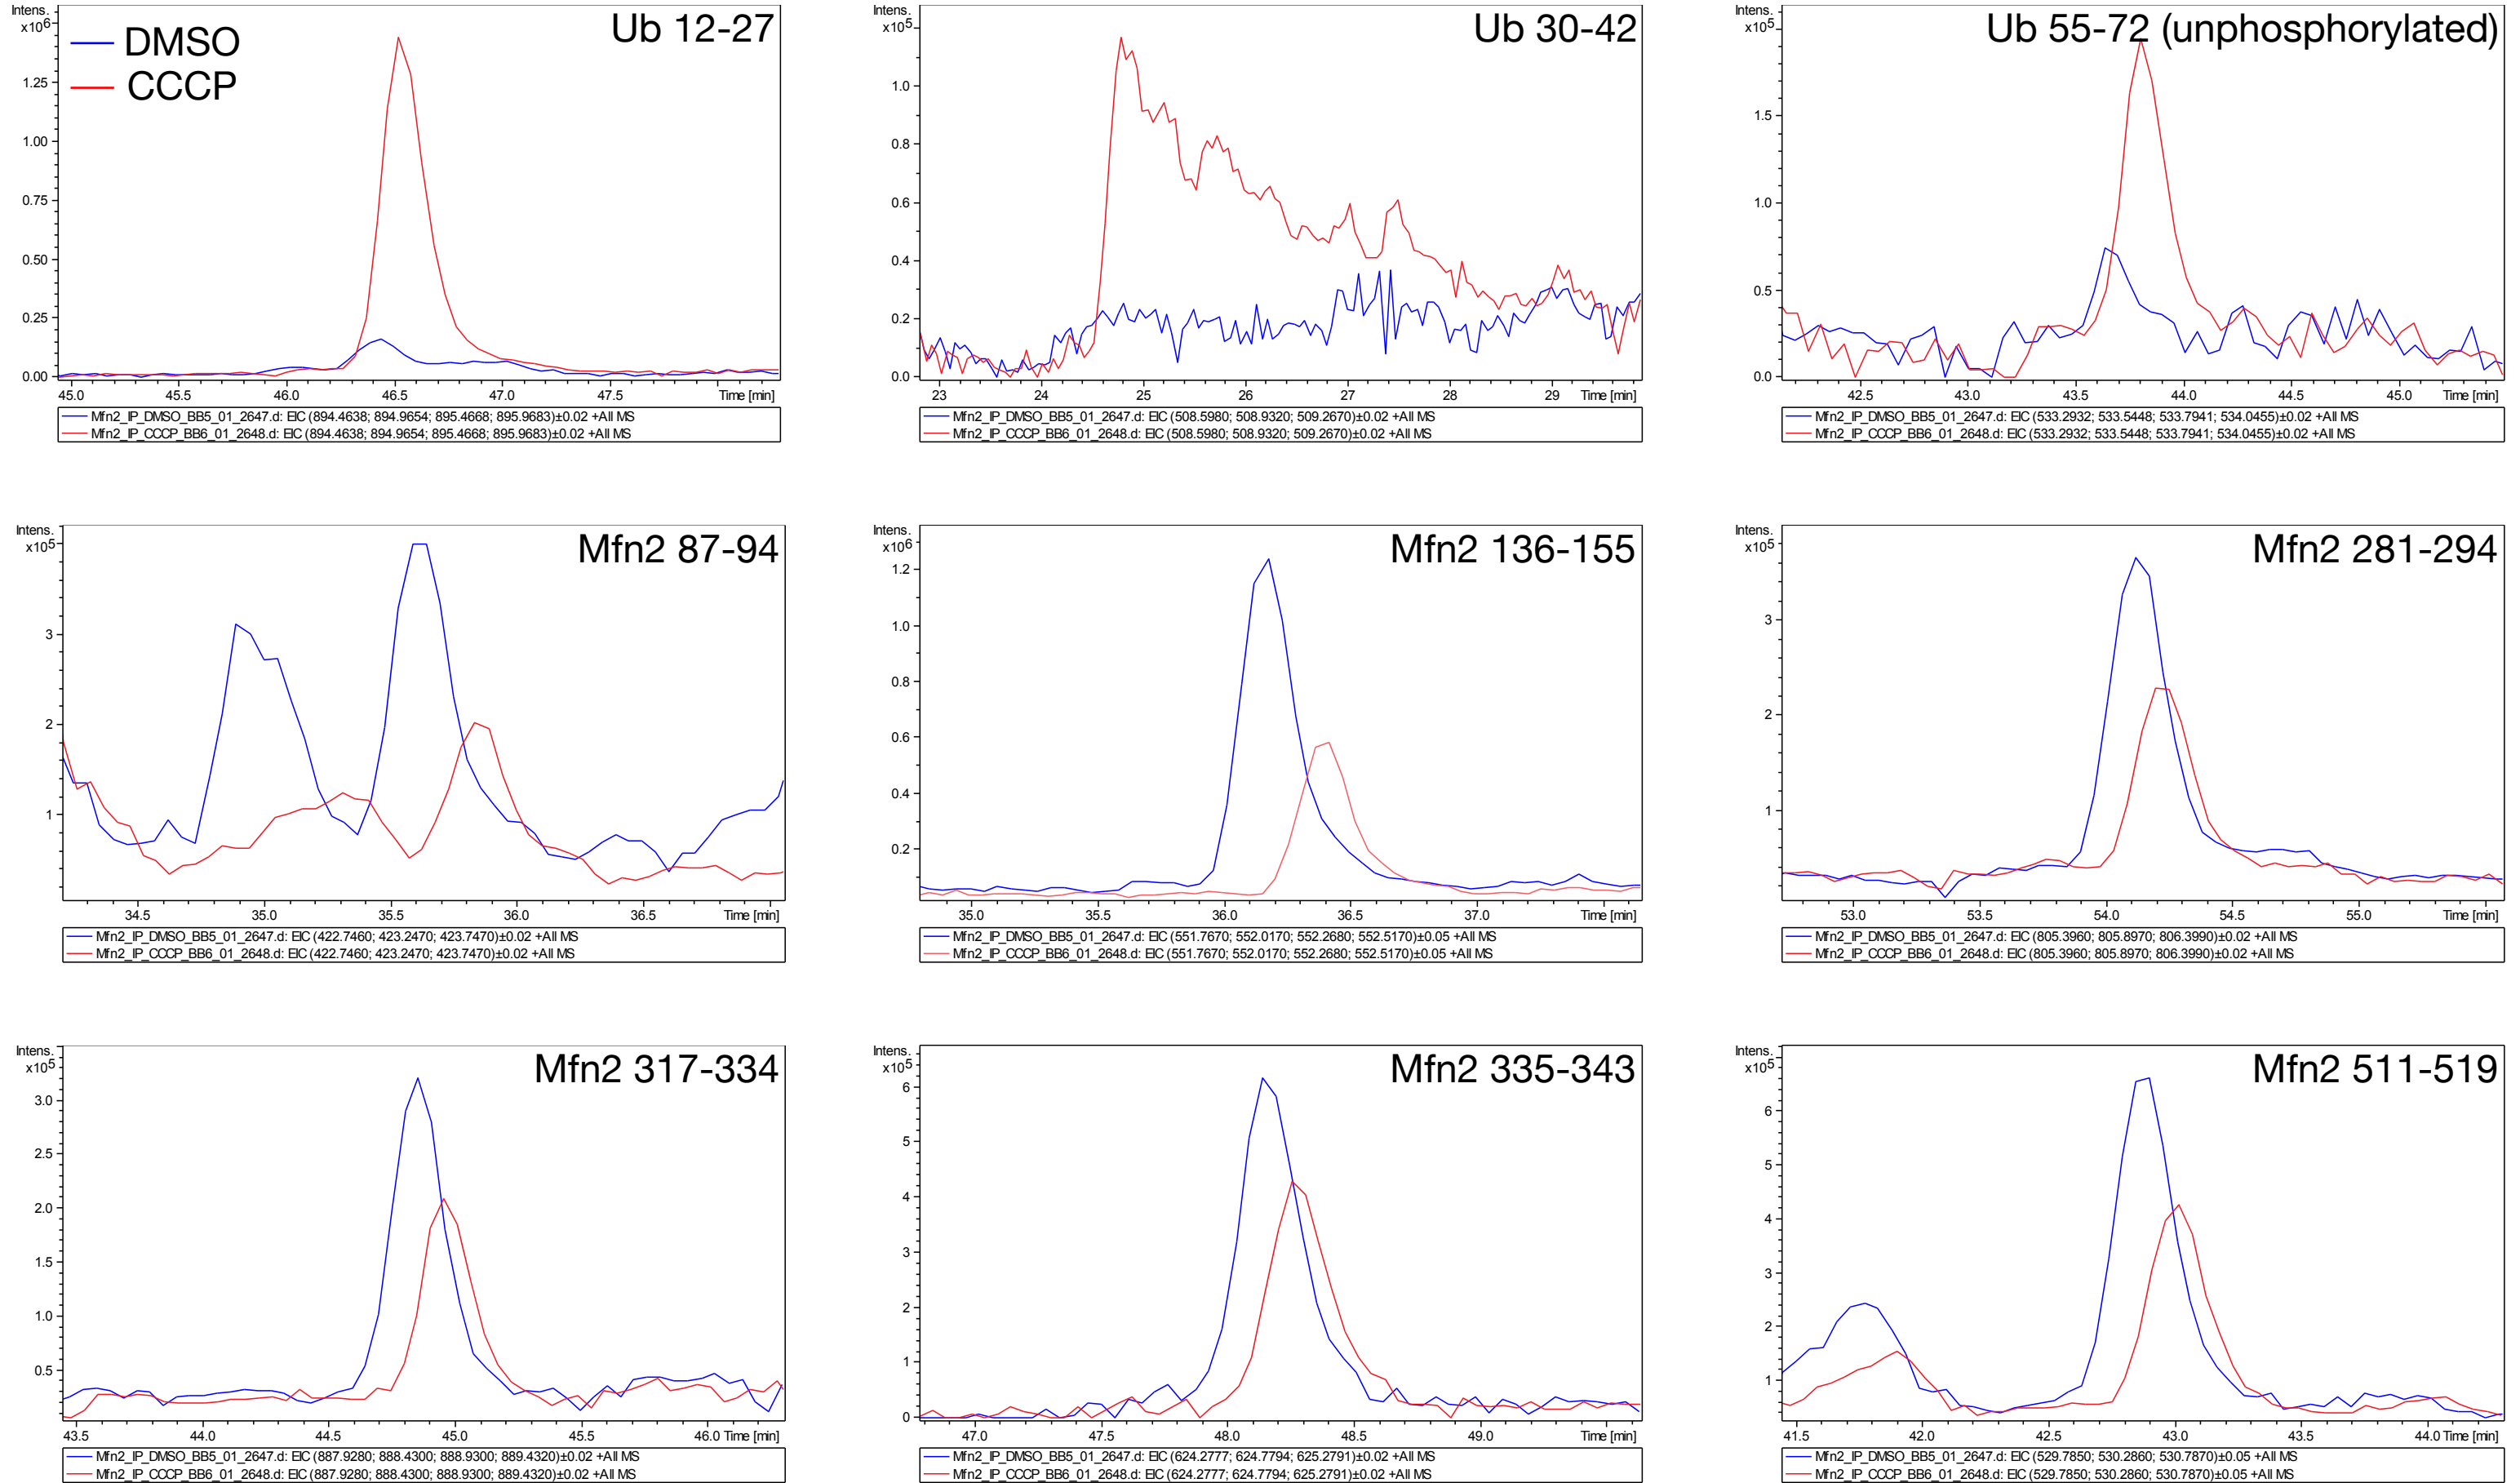 Intens.
x10⁶
DMSO
CCCP
Ub 12-27
1.25
1.00
0.75
0.50
0.25
0.00
45.0 45.5 46.0 46.5 47.0 47.5 Time [min]
Mfn2_IP_DMSO_BB5_01_2647.d: EIC (894.4638; 894.9654; 895.4668; 895.9683)±0.02 +All MS
Mfn2_IP_CCCP_BB6_01_2648.d: EIC (894.4638; 894.9654; 895.4668; 895.9683)±0.02 +All MS
Intens.
x10⁵
Ub 30-42
1.0
0.8
0.6
0.4
0.2
0.0
23 24 25 26 27 28 29 Time [min]
Mfn2_IP_DMSO_BB5_01_2647.d: EIC (508.5980; 508.9320; 509.2670)±0.02 +All MS
Mfn2_IP_CCCP_BB6_01_2648.d: EIC (508.5980; 508.9320; 509.2670)±0.02 +All MS
Intens.
x10⁵
Ub 55-72 (unphosphorylated)
1.5
1.0
0.5
0.0
42.5 43.0 43.5 44.0 44.5 45.0 Time [min]
Mfn2_IP_DMSO_BB5_01_2647.d: EIC (533.2932; 533.5448; 533.7941; 534.0455)±0.02 +All MS
Mfn2_IP_CCCP_BB6_01_2648.d: EIC (533.2932; 533.5448; 533.7941; 534.0455)±0.02 +All MS
Intens.
x10⁵
Mfn2 87-94
3
2
1
34.5 35.0 35.5 36.0 36.5 Time [min]
Mfn2_IP_DMSO_BB5_01_2647.d: EIC (422.7460; 423.2470; 423.7470)±0.02 +All MS
Mfn2_IP_CCCP_BB6_01_2648.d: EIC (422.7460; 423.2470; 423.7470)±0.02 +All MS
Intens.
x10⁶
Mfn2 136-155
1.2
1.0
0.8
0.6
0.4
0.2
35.0 35.5 36.0 36.5 37.0 Time [min]
Mfn2_IP_DMSO_BB5_01_2647.d: EIC (551.7670; 552.0170; 552.2680; 552.5170)±0.05 +All MS
Mfn2_IP_CCCP_BB6_01_2648.d: EIC (551.7670; 552.0170; 552.2680; 552.5170)±0.05 +All MS
Intens.
x10⁵
Mfn2 281-294
3
2
1
53.0 53.5 54.0 54.5 55.0 Time [min]
Mfn2_IP_DMSO_BB5_01_2647.d: EIC (805.3960; 805.8970; 806.3990)±0.02 +All MS
Mfn2_IP_CCCP_BB6_01_2648.d: EIC (805.3960; 805.8970; 806.3990)±0.02 +All MS
Intens.
x10⁵
Mfn2 317-334
3.0
2.5
2.0
1.5
1.0
0.5
43.5 44.0 44.5 45.0 45.5 46.0 Time [min]
Mfn2_IP_DMSO_BB5_01_2647.d: EIC (887.9280; 888.4300; 888.9300; 889.4320)±0.02 +All MS
Mfn2_IP_CCCP_BB6_01_2648.d: EIC (887.9280; 888.4300; 888.9300; 889.4320)±0.02 +All MS
Intens.
x10⁵
Mfn2 335-343
6
5
4
3
2
1
0
47.0 47.5 48.0 48.5 49.0 Time [min]
Mfn2_IP_DMSO_BB5_01_2647.d: EIC (624.2777; 624.7794; 625.2791)±0.02 +All MS
Mfn2_IP_CCCP_BB6_01_2648.d: EIC (624.2777; 624.7794; 625.2791)±0.02 +All MS
Intens.
x10⁵
Mfn2 511-519
6
5
4
3
2
1
41.5 42.0 42.5 43.0 43.5 44.0 Time [min]
Mfn2_IP_DMSO_BB5_01_2647.d: EIC (529.7850; 530.2860; 530.7870)±0.05 +All MS
Mfn2_IP_CCCP_BB6_01_2648.d: EIC (529.7850; 530.2860; 530.7870)±0.05 +All MS